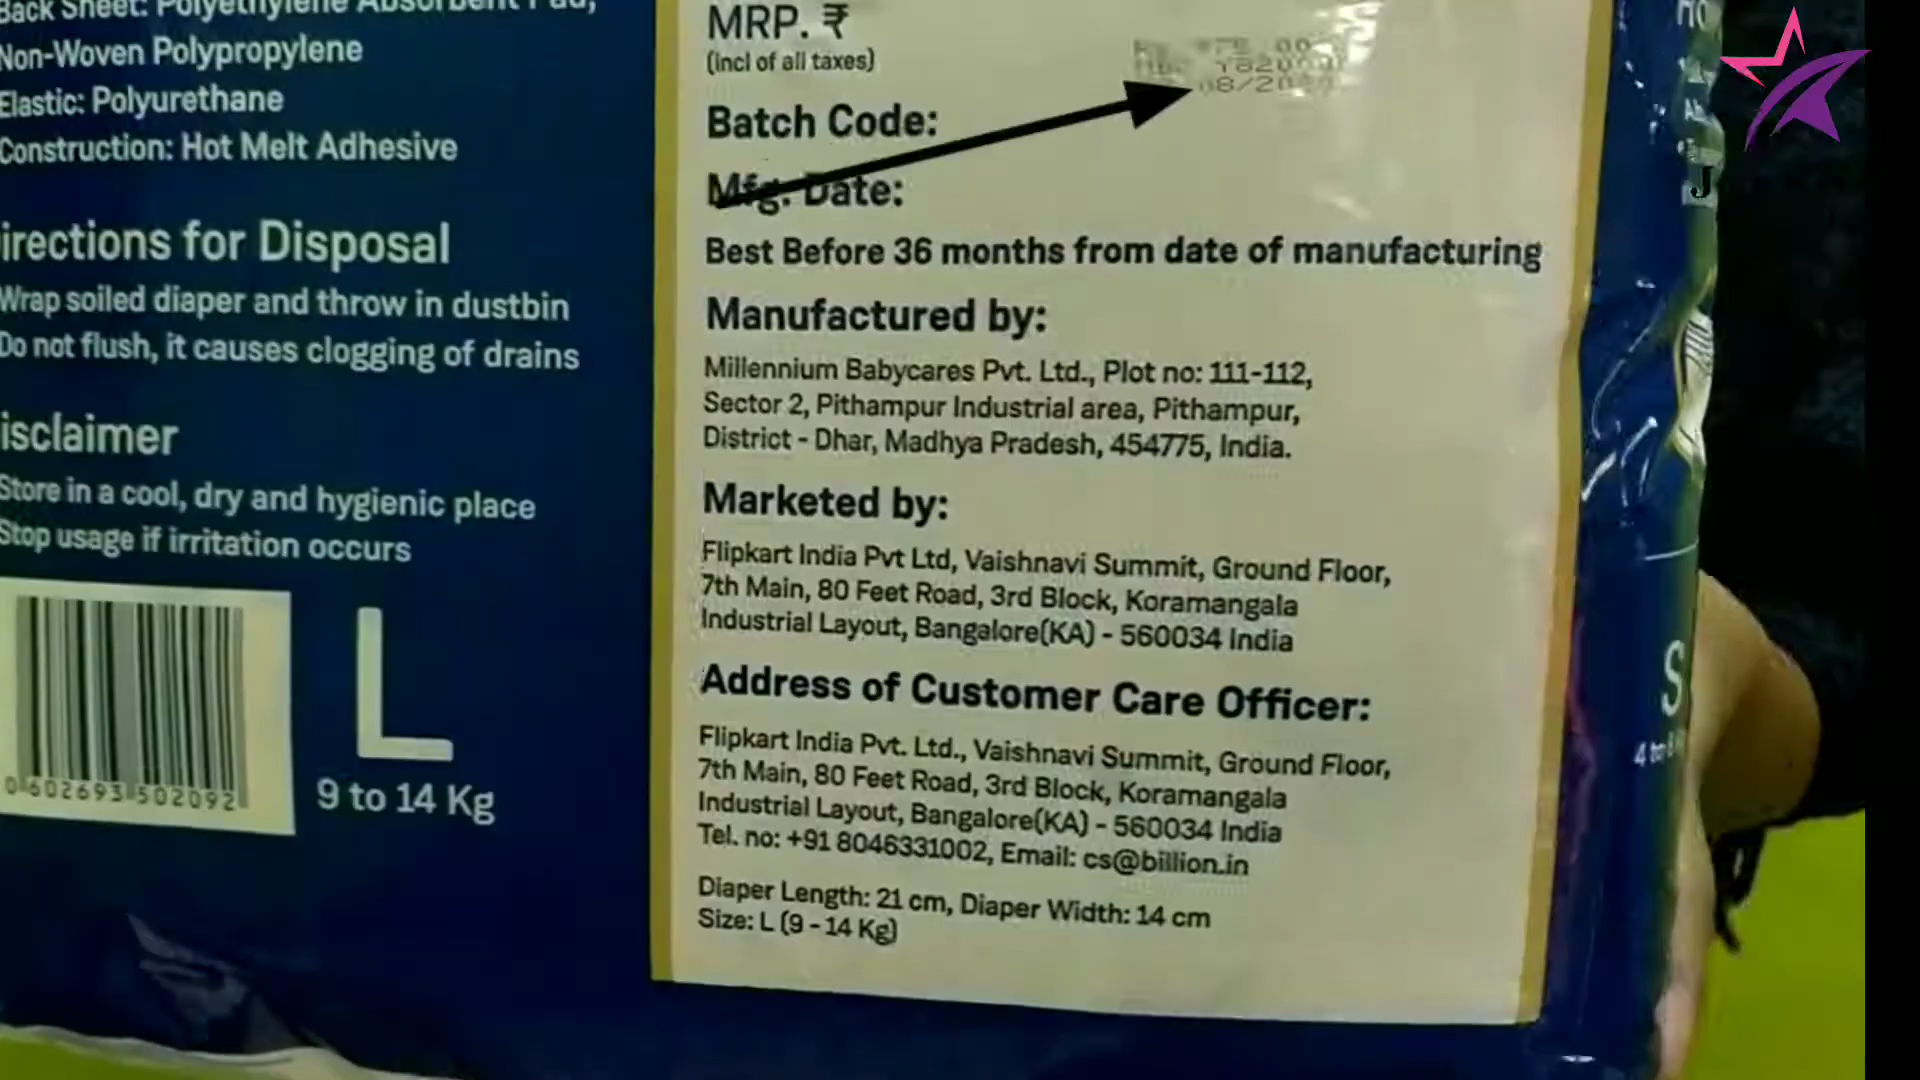 Back Sheet: Polyethylene Absorbent Pad,
Non-Woven Polypropylene
Elastic: Polyurethane
Construction: Hot Melt Adhesive
irections for Disposal
Wrap soiled diaper and throw in dustbin
Do not flush, it causes clogging of drains
isclaimer
Store in a cool, dry and hygienic place
Stop usage if irritation occurs
0 602693 502092
L
9 to 14 Kg
MRP. ₹
(incl of all taxes)
Batch Code:
Mfg. Date:
Best Before 36 months from date of manufacturing
Manufactured by:
Millennium Babycares Pvt. Ltd., Plot no: 111-112,
Sector 2, Pithampur Industrial area, Pithampur,
District - Dhar, Madhya Pradesh, 454775, India.
Marketed by:
Flipkart India Pvt Ltd, Vaishnavi Summit, Ground Floor,
7th Main, 80 Feet Road, 3rd Block, Koramangala
Industrial Layout, Bangalore(KA) - 560034 India
Address of Customer Care Officer:
Flipkart India Pvt. Ltd., Vaishnavi Summit, Ground Floor,
7th Main, 80 Feet Road, 3rd Block, Koramangala
Industrial Layout, Bangalore(KA) - 560034 India
Tel. no: +91 8046331002, Email: cs@billion.in
Diaper Length: 21 cm, Diaper Width: 14 cm
Size: L (9 - 14 Kg)
J
S